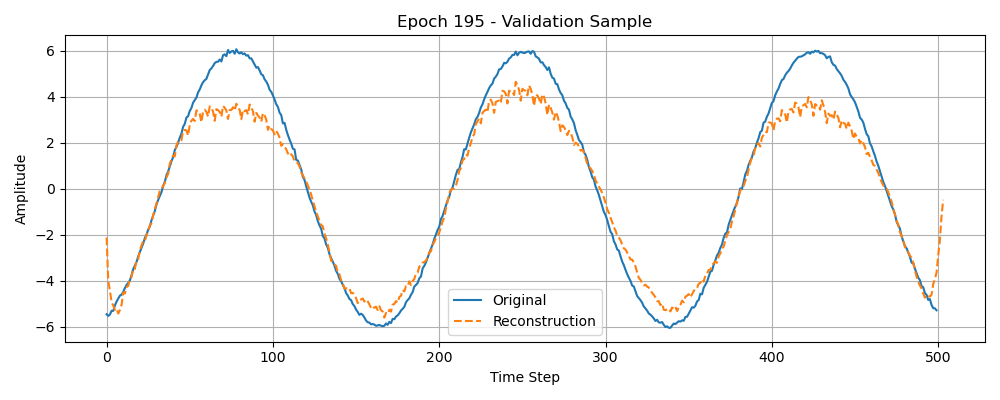 Epoch 195 - Validation Sample
Amplitude
6
4
2
0
−2
−4
−6
Original
Reconstruction
0 100 200 300 400 500
Time Step